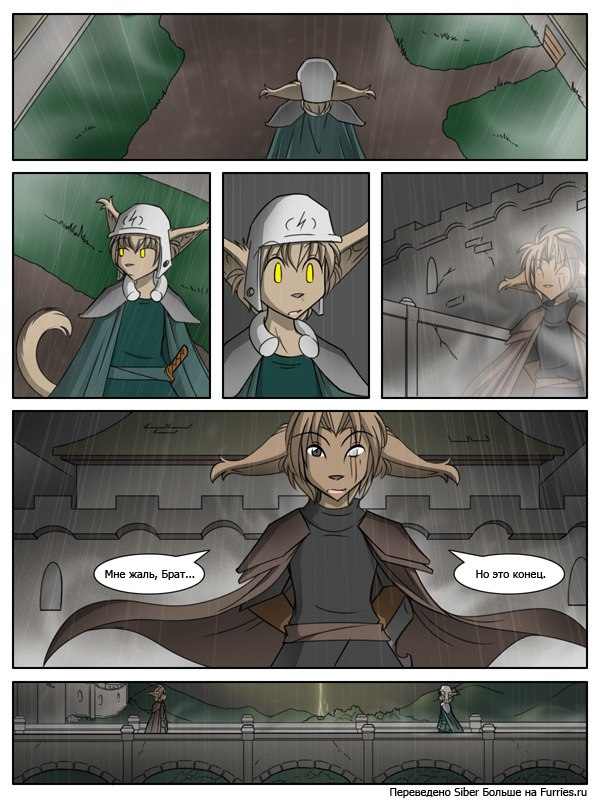 Мне жаль, Брат...
Но это конец.
Переведено Siber Больше на Furries.ru